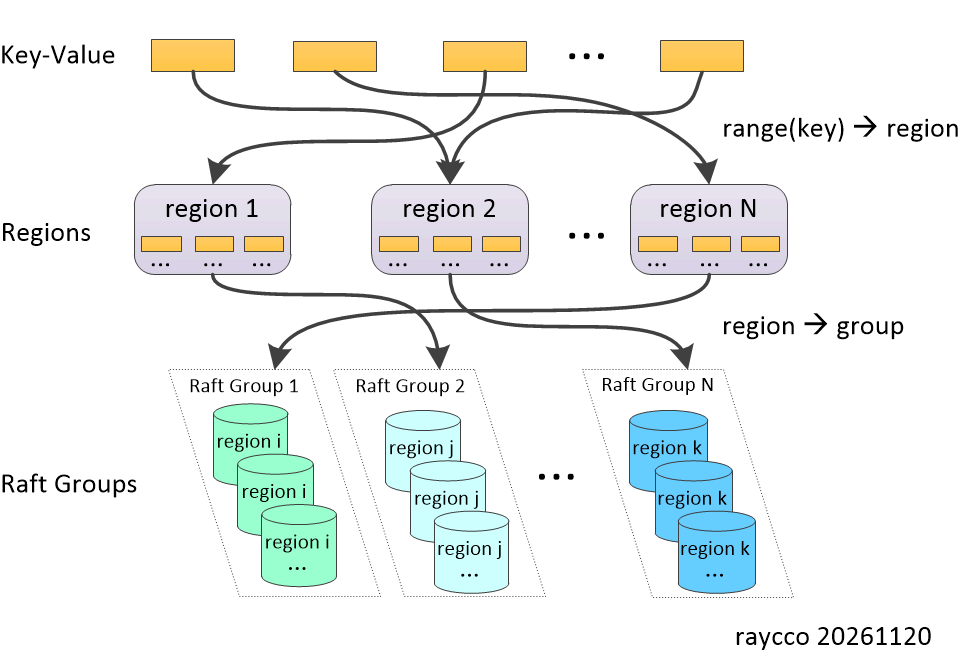 Key-Value
...
range(key) → region
Regions
region 1
... ... ...
region 2
... ... ...
...
region N
... ... ...
region → group
Raft Groups
Raft Group 1
region i
region i
region i
...
Raft Group 2
region j
region j
region j
...
...
Raft Group N
region k
region k
region k
...
raycco 20261120